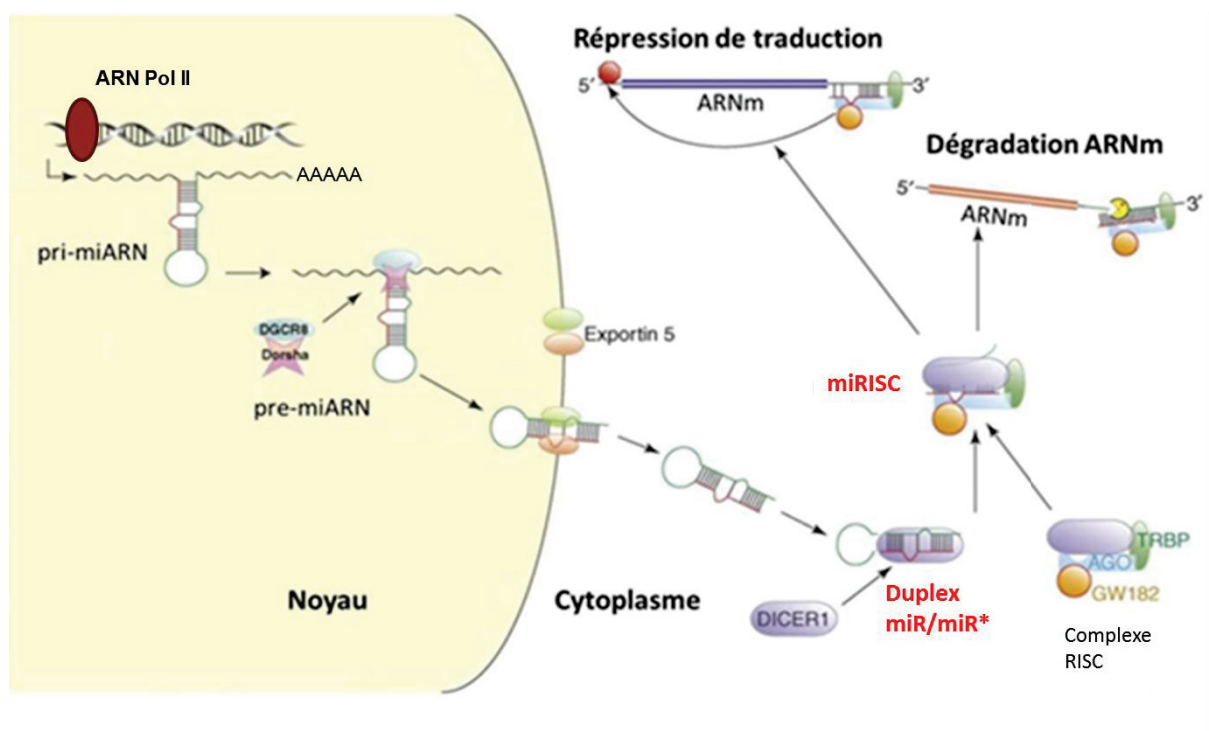 ARN Pol II
AAAAA
pri-miARN
DGCR8
Dorsha
pre-miARN
Exportin 5
Noyau
Cytoplasme
Répression de traduction
5′
3′
ARNm
Dégradation ARNm
5′
3′
ARNm
miRISC
DICER1
Duplex
miR/miR*
TRBP
AGO
GW182
Complexe
RISC